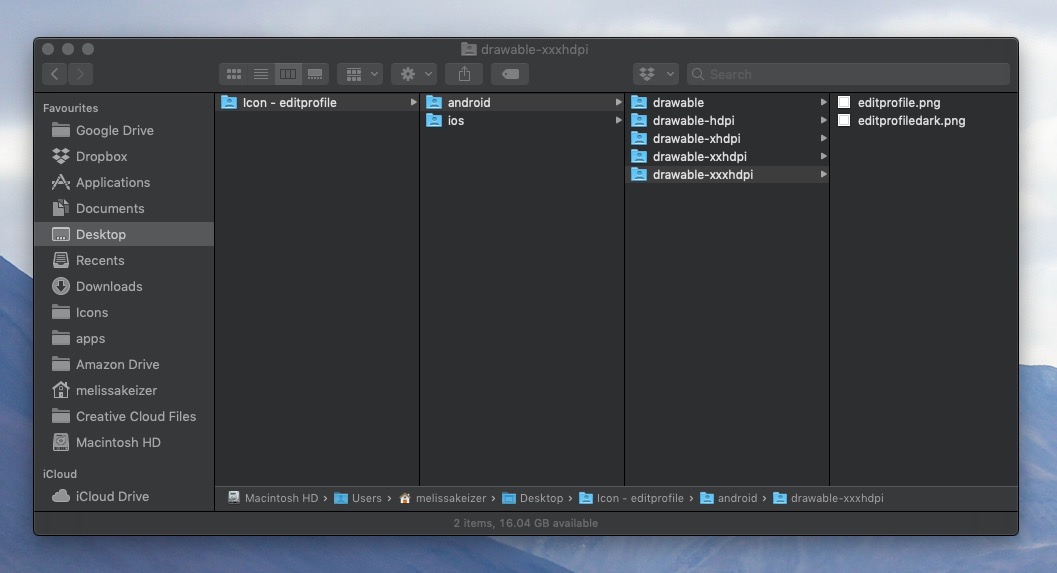 drawable-xxxhdpi
Search
Favourites
Google Drive
Dropbox
Applications
Documents
Desktop
Recents
Downloads
Icons
apps
Amazon Drive
melissakeizer
Creative Cloud Files
Macintosh HD
iCloud
iCloud Drive
Icon - editprofile
android
ios
drawable
drawable-hdpi
drawable-xhdpi
drawable-xxhdpi
drawable-xxxhdpi
editprofile.png
editprofiledark.png
Macintosh HD › Users › melissakeizer › Desktop › Icon - editprofile › android › drawable-xxxhdpi
2 items, 16.04 GB available